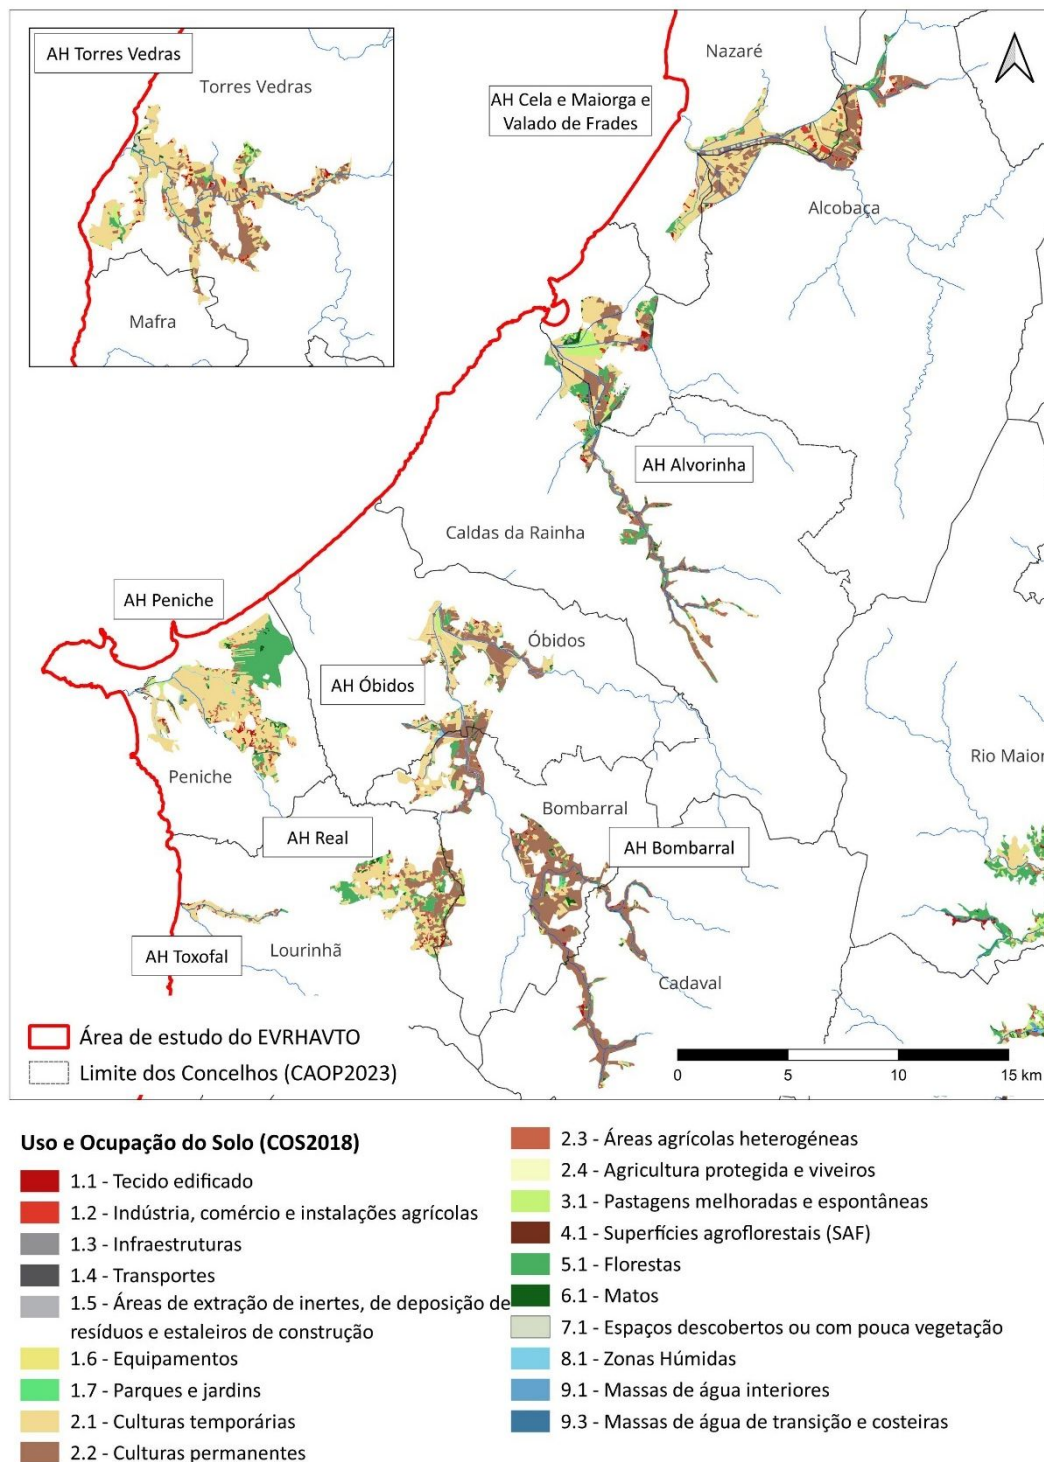 AH Torres Vedras
Torres Vedras
Mafra
Nazaré
AH Cela e Maiorga e
Valado de Frades
Alcobaça
AH Alvorinha
Caldas da Rainha
AH Peniche
Óbidos
AH Óbidos
Peniche
Rio Maior
Bombarral
AH Real
AH Bombarral
AH Toxofal
Lourinhã
Cadaval
Área de estudo do EVRHAVTO
Limite dos Concelhos (CAOP2023)
0 5 10 15 km
Uso e Ocupação do Solo (COS2018)
1.1 - Tecido edificado
1.2 - Indústria, comércio e instalações agrícolas
1.3 - Infraestruturas
1.4 - Transportes
1.5 - Áreas de extração de inertes, de deposição de
resíduos e estaleiros de construção
1.6 - Equipamentos
1.7 - Parques e jardins
2.1 - Culturas temporárias
2.2 - Culturas permanentes
2.3 - Áreas agrícolas heterogéneas
2.4 - Agricultura protegida e viveiros
3.1 - Pastagens melhoradas e espontâneas
4.1 - Superfícies agroflorestais (SAF)
5.1 - Florestas
6.1 - Matos
7.1 - Espaços descobertos ou com pouca vegetação
8.1 - Zonas Húmidas
9.1 - Massas de água interiores
9.3 - Massas de água de transição e costeiras